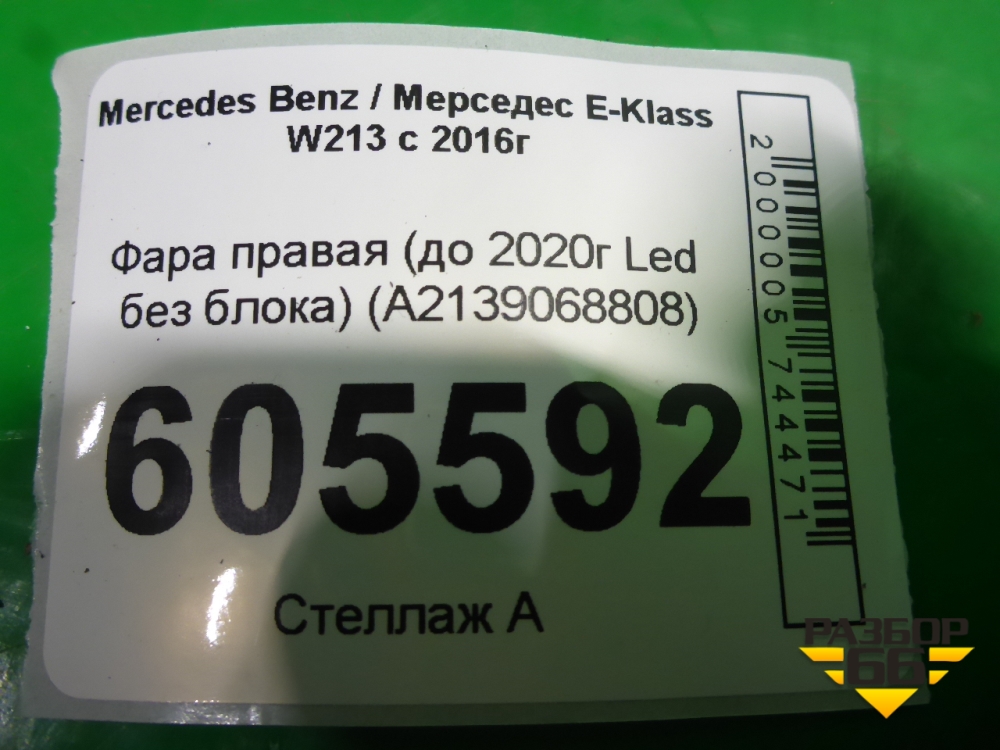 Mercedes Benz / Мерседес E-Klass
W213 с 2016г
Фара правая (до 2020г Led
без блока) (A2139068808)
605592
Стеллаж А
2000005744471
РАЗБОР
66